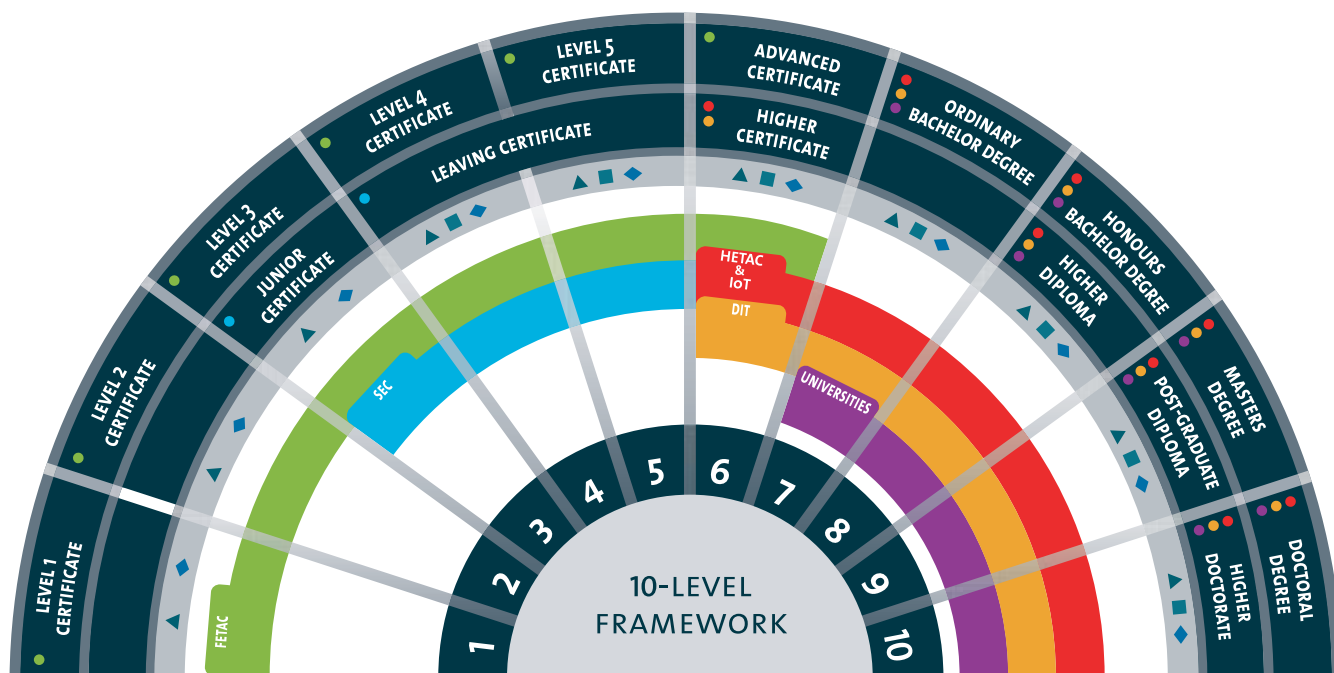 LEVEL 1
CERTIFICATE
LEVEL 2
CERTIFICATE
LEVEL 3
CERTIFICATE
JUNIOR
CERTIFICATE
LEVEL 4
CERTIFICATE
LEVEL 5
CERTIFICATE
LEAVING CERTIFICATE
ADVANCED
CERTIFICATE
HIGHER
CERTIFICATE
ORDINARY
BACHELOR DEGREE
HONOURS
BACHELOR DEGREE
HIGHER
DIPLOMA
MASTERS
DEGREE
POST-GRADUATE
DIPLOMA
DOCTORAL
DEGREE
HIGHER
DOCTORATE
FETAC
SEC
HETAC
&
IoT
DIT
UNIVERSITIES
1
2
3
4
5
6
7
8
9
10
10-LEVEL
FRAMEWORK